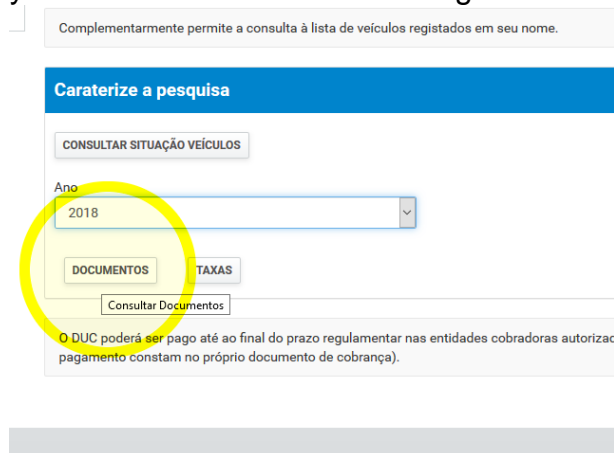 Complementarmente permite a consulta à lista de veículos registados em seu nome.
Caraterize a pesquisa
CONSULTAR SITUAÇÃO VEÍCULOS
Ano
2018
DOCUMENTOS TAXAS
Consultar Documentos
O DUC poderá ser pago até ao final do prazo regulamentar nas entidades cobradoras
pagamento constam no próprio documento de cobrança).